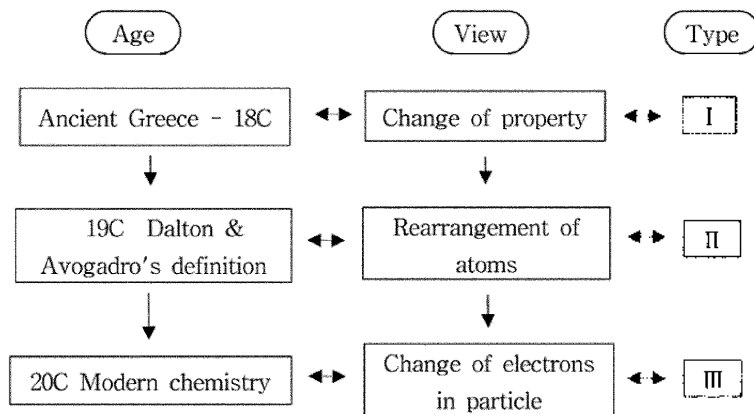 Age
View
Type
Ancient Greece - 18C
Change of property
I
19C Dalton &
Avogadro's definition
Rearrangement of
atoms
II
20C Modern chemistry
Change of electrons
in particle
III